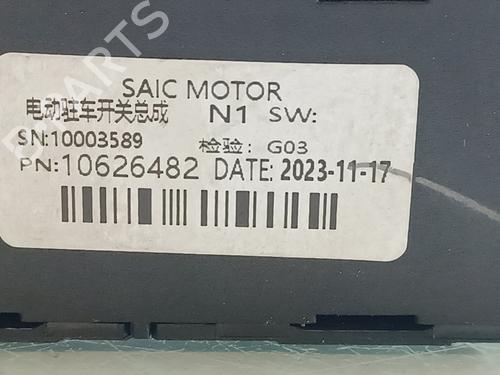 SAIC MOTOR
电动驻车开关总成 N1 SW:
SN:10003589 检验: G03
PN:10626482 DATE: 2023-11-17
PARTS